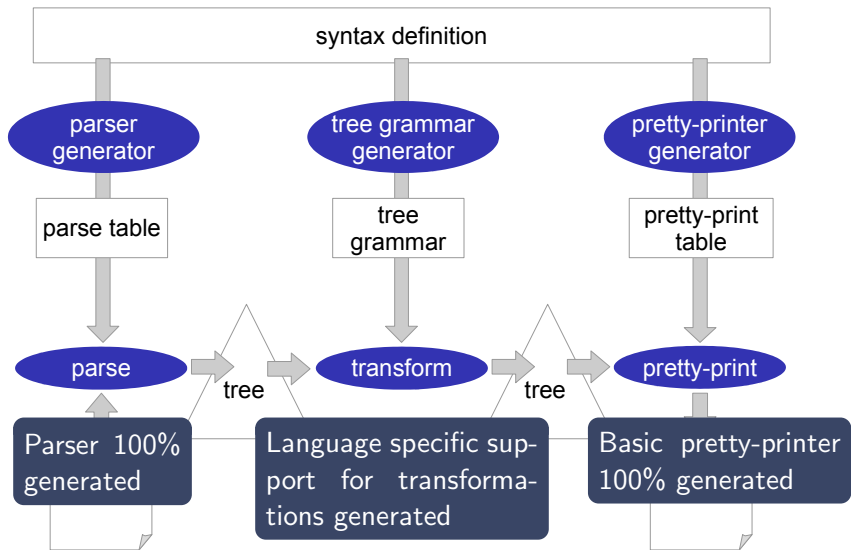 syntax definition
parser
generator
tree grammar
generator
pretty-printer
generator
parse table
tree
grammar
pretty-print
table
parse
tree
transform
tree
pretty-print
Parser 100%
generated
Language specific sup-
port for transforma-
tions generated
Basic pretty-printer
100% generated